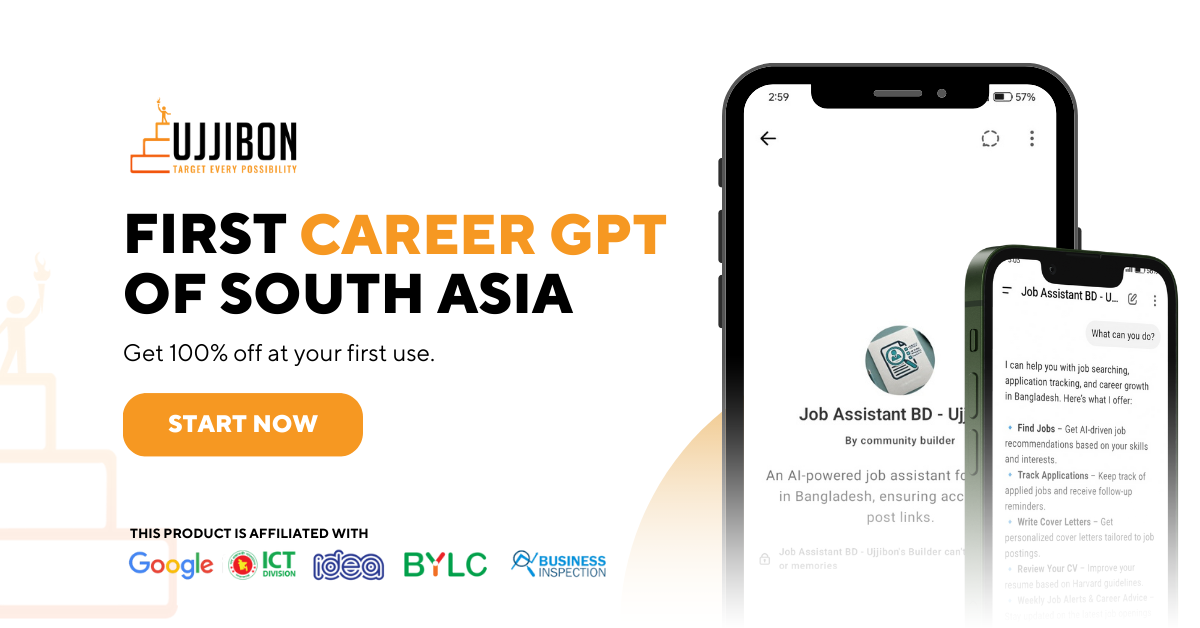 UJJIBON
TARGET EVERY POSSIBILITY
FIRST CAREER GPT
OF SOUTH ASIA
Get 100% off at your first use.
START NOW
THIS PRODUCT IS AFFILIATED WITH
Google
ICT
DIVISION
idea
BYLC
BUSINESS
INSPECTION
2:59
57%
Job Assistant BD - Uj
By community builder
An AI-powered job assistant fo
in Bangladesh, ensuring acc
post links.
Job Assistant BD - Ujjibon's Builder can't
or memories
Job Assistant BD - U...
What can you do?
I can help you with job searching,
application tracking, and career growth
in Bangladesh. Here's what I offer:
Find Jobs – Get AI-driven job
recommendations based on your skills
and interests.
Track Applications – Keep track of
applied jobs and receive follow-up
reminders.
Write Cover Letters – Get
personalized cover letters tailored to job
postings.
Review Your CV – Improve your
resume based on Harvard guidelines.
Weekly Job Alerts & Career Advice –